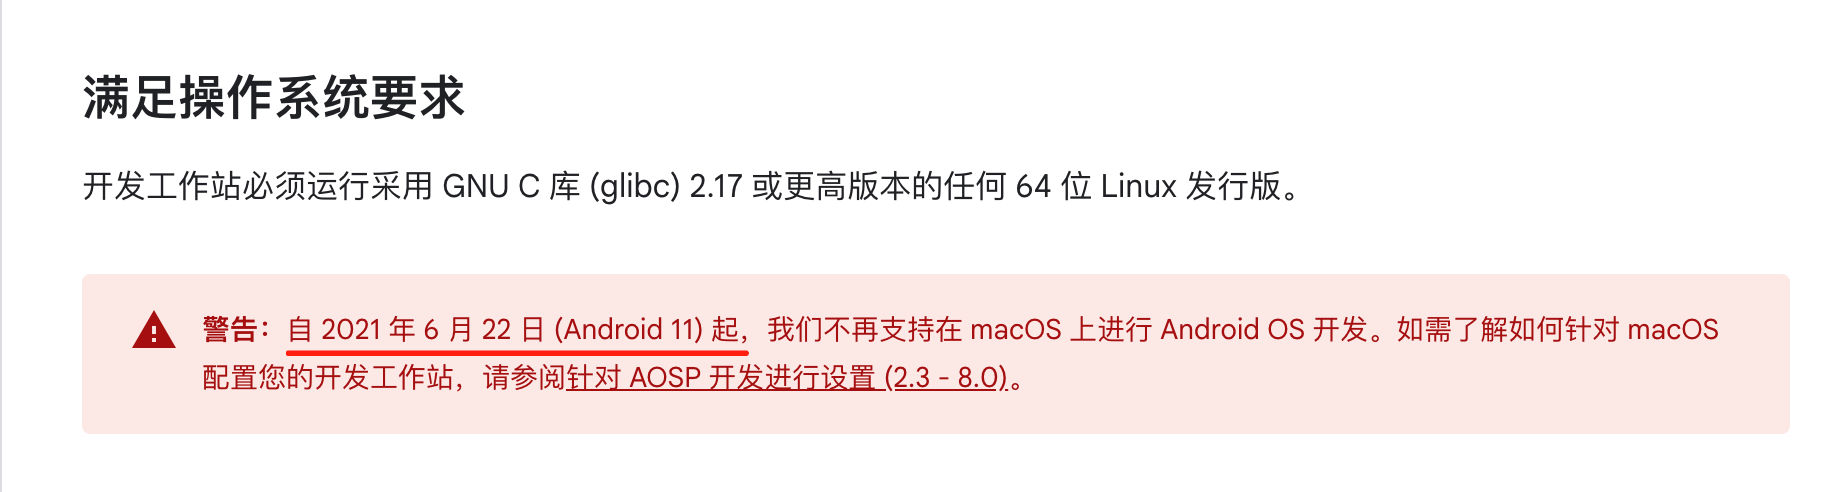 满足操作系统要求
开发工作站必须运行采用 GNU C 库 (glibc) 2.17 或更高版本的任何 64 位 Linux 发行版。
警告：自 2021 年 6 月 22 日 (Android 11) 起，我们不再支持在 macOS 上进行 Android OS 开发。如需了解如何针对 macOS
配置您的开发工作站，请参阅针对 AOSP 开发进行设置 (2.3 - 8.0)。